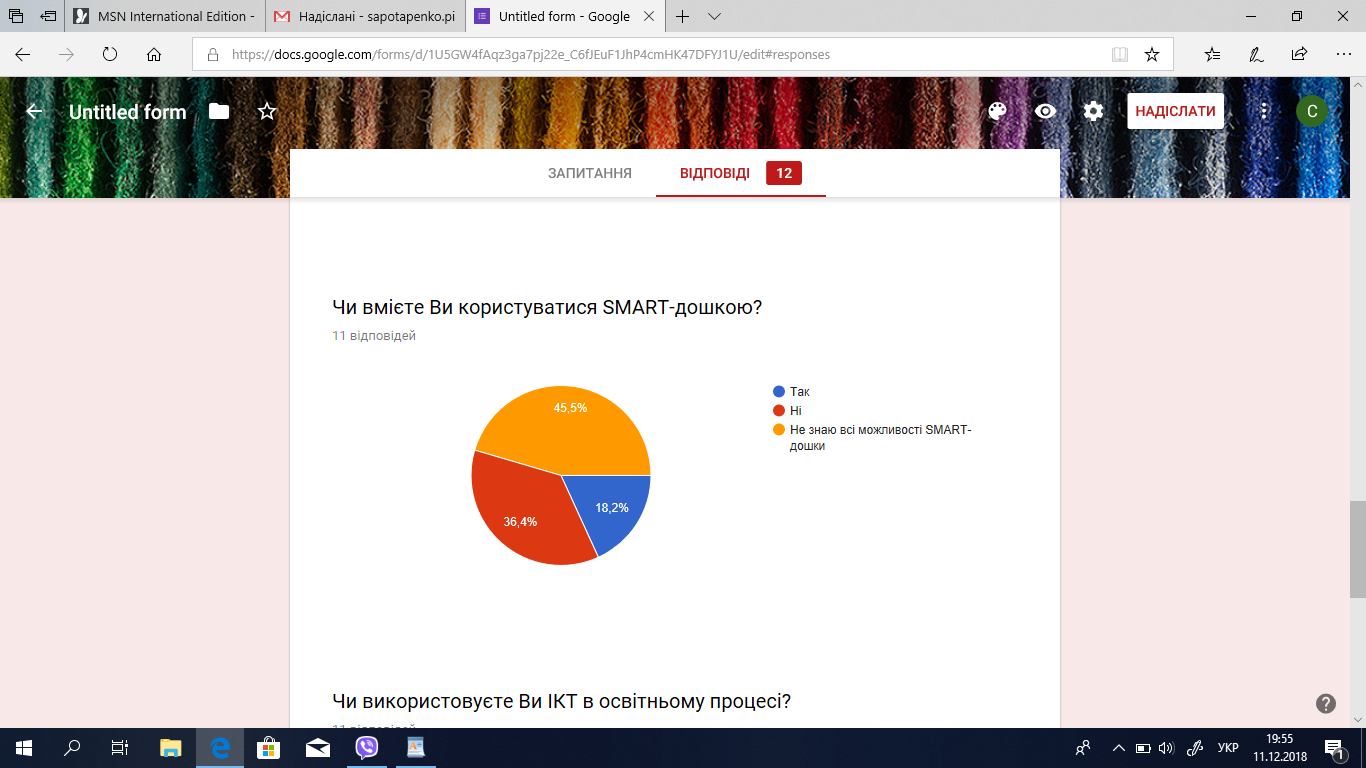 MSN International Edition -
Надіслані - sapotapenko.pi
Untitled form - Google
https://docs.google.com/forms/d/1U5GW4fAqz3ga7pj22e_C6fJEuF1JhP4cmHK47DFYJ1U/edit#responses
Untitled form
НАДІСЛАТИ
C
ЗАПИТАННЯ
ВІДПОВІДІ 12
Чи вмієте Ви користуватися SMART-дошкою?
11 відповідей
45,5%
36,4%
18,2%
Так
Ні
Не знаю всі можливості SMART-
дошки
Чи використовуєте Ви ІКТ в освітньому процесі?
11 відповідей
УКР
19:55
11.12.2018
1